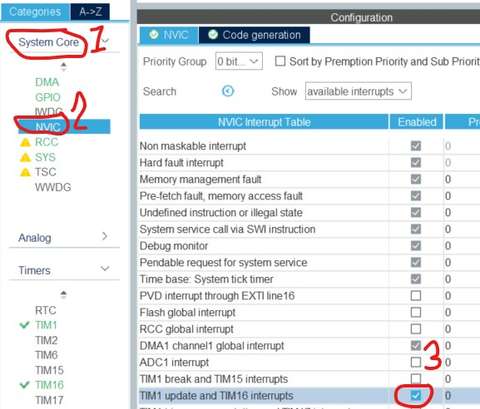 Categories A->Z
System Core 1
DMA
GPIO
IWDG
NVIC 2
RCC
SYS
TSC
WWDG
Analog
Timers
RTC
TIM1
TIM2
TIM6
TIM15
TIM16
TIM17
Configuration
NVIC Code generation
Priority Group 0 bit... Sort by Premption Priority and Sub Priorit
Search Show available interrupts
NVIC Interrupt Table Enabled Pre
Non maskable interrupt 0
Hard fault interrupt 0
Memory management fault 0
Pre-fetch fault, memory access fault 0
Undefined instruction or illegal state 0
System service call via SWI instruction 0
Debug monitor 0
Pendable request for system service 0
Time base: System tick timer 0
PVD interrupt through EXTI line16 0
Flash global interrupt 0
RCC global interrupt 0
DMA1 channel1 global interrupt 0
ADC1 interrupt 3 0
TIM1 break and TIM15 interrupts 0
TIM1 update and TIM16 interrupts 0